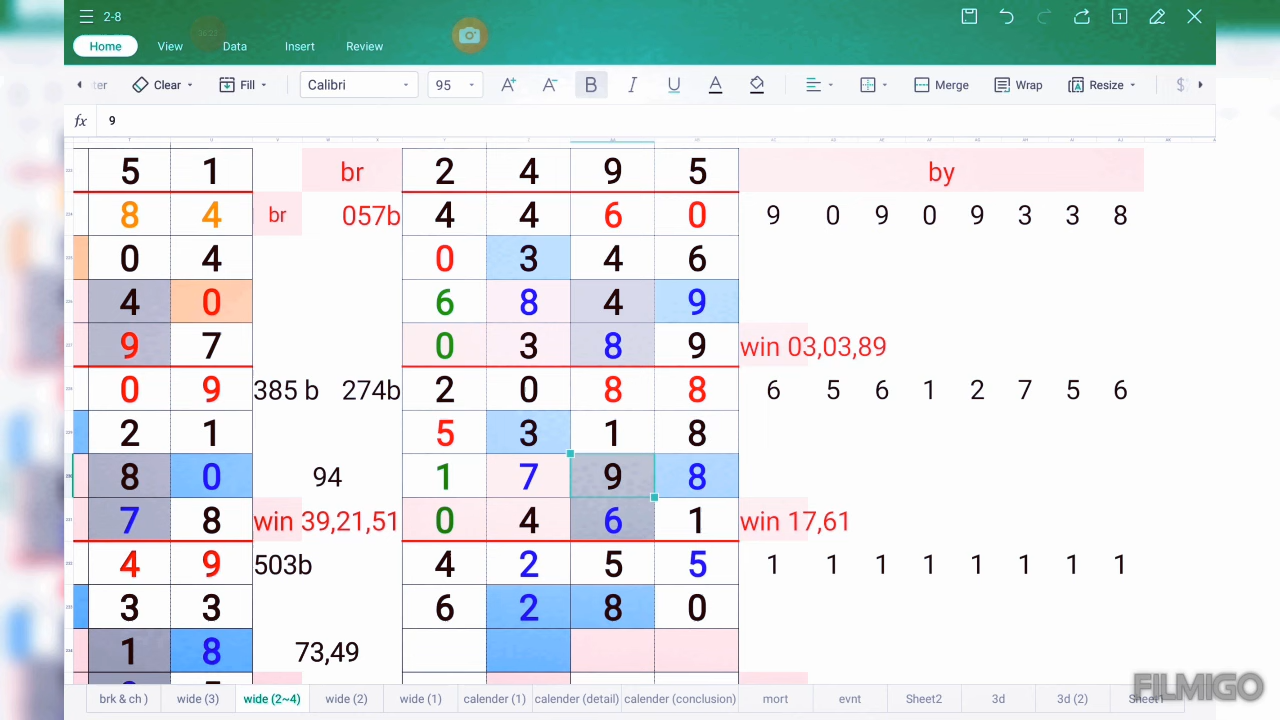 2-8
1
Home View Data Insert Review
ter Clear Fill Calibri 95 A+ A- B I U A Merge Wrap Resize $
fx 9
5 1 br 2 4 9 5 by
8 4 br 057b 4 4 6 0 9 0 9 0 9 3 3 8
0 4 0 3 4 6
4 0 6 8 4 9
9 7 0 3 8 9 win 03,03,89
0 9 385 b 274b 2 0 8 8 6 5 6 1 2 7 5 6
2 1 5 3 1 8
8 0 94 1 7 9 8
7 8 win 39,21,51 0 4 6 1 win 17,61
4 9 503b 4 2 5 5 1 1 1 1 1 1 1 1
3 3 6 2 8 0
1 8 73,49
brk & ch ) wide (3) wide (2~4) wide (2) wide (1) calender (1) calender (detail) calender (conclusion) mort evnt Sheet2 3d 3d (2) Sheet1
FILMIGO